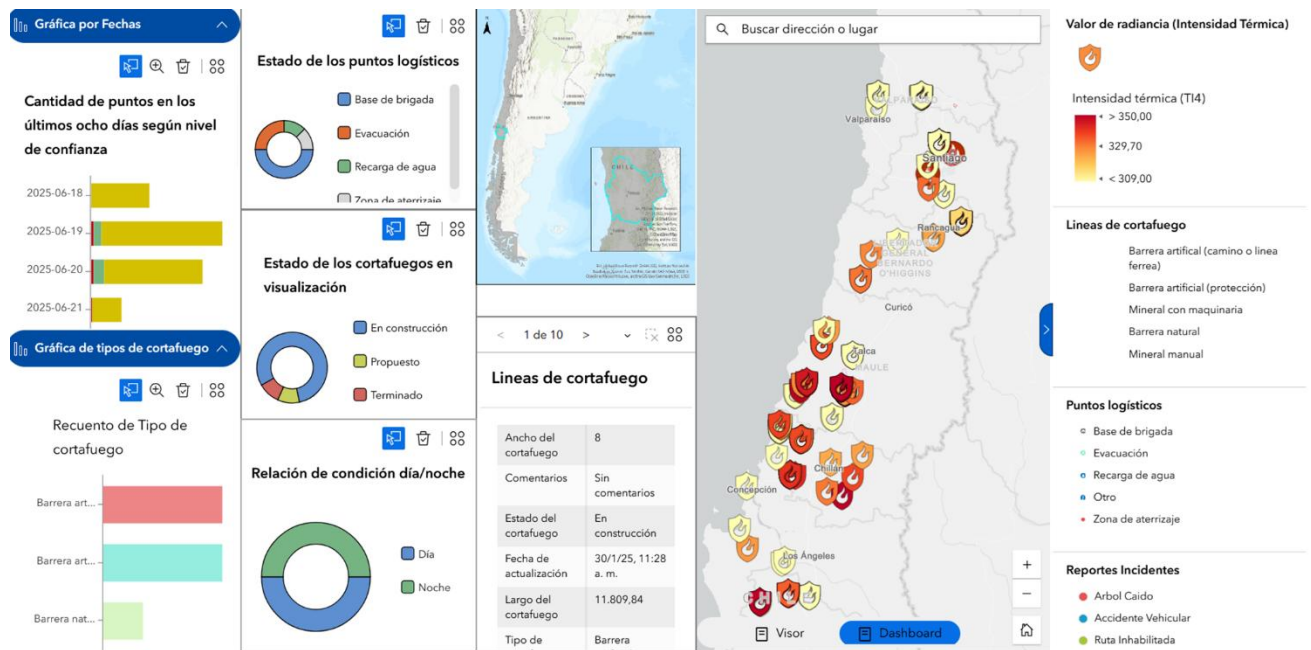 Gráfica por Fechas
Cantidad de puntos en los
últimos ocho días según nivel
de confianza
2025-06-18
2025-06-19
2025-06-20
2025-06-21
Gráfica de tipos de cortafuego
Recuento de Tipo de
cortafuego
Barrera art...
Barrera art...
Barrera nat...
Estado de los puntos logísticos
Base de brigada
Evacuación
Recarga de agua
Zona de aterrizaje
Estado de los cortafuegos en
visualización
En construcción
Propuesto
Terminado
Relación de condición día/noche
Día
Noche
CHILE
1 de 10
Lineas de cortafuego
Ancho del
cortafuego
8
Comentarios
Sin
comentarios
Estado del
cortafuego
En
construcción
Fecha de
actualización
30/1/25, 11:28
a. m.
Largo del
cortafuego
11.809,84
Tipo de
Barrera
Buscar dirección o lugar
VALPARAÍSO
Valparaíso
Santiago
Rancagua
LIBERTADOR
GENERAL
BERNARDO
O'HIGGINS
Curicó
Talca
MAULE
Chillán
Concepción
Los Ángeles
Visor
Dashboard
Valor de radiancia (Intensidad Térmica)
Intensidad térmica (TI4)
> 350,00
329,70
< 309,00
Lineas de cortafuego
Barrera artificial (camino o linea
ferrea)
Barrera artificial (protección)
Mineral con maquinaria
Barrera natural
Mineral manual
Puntos logísticos
Base de brigada
Evacuación
Recarga de agua
Otro
Zona de aterrizaje
Reportes Incidentes
Arbol Caido
Accidente Vehicular
Ruta Inhabilitada